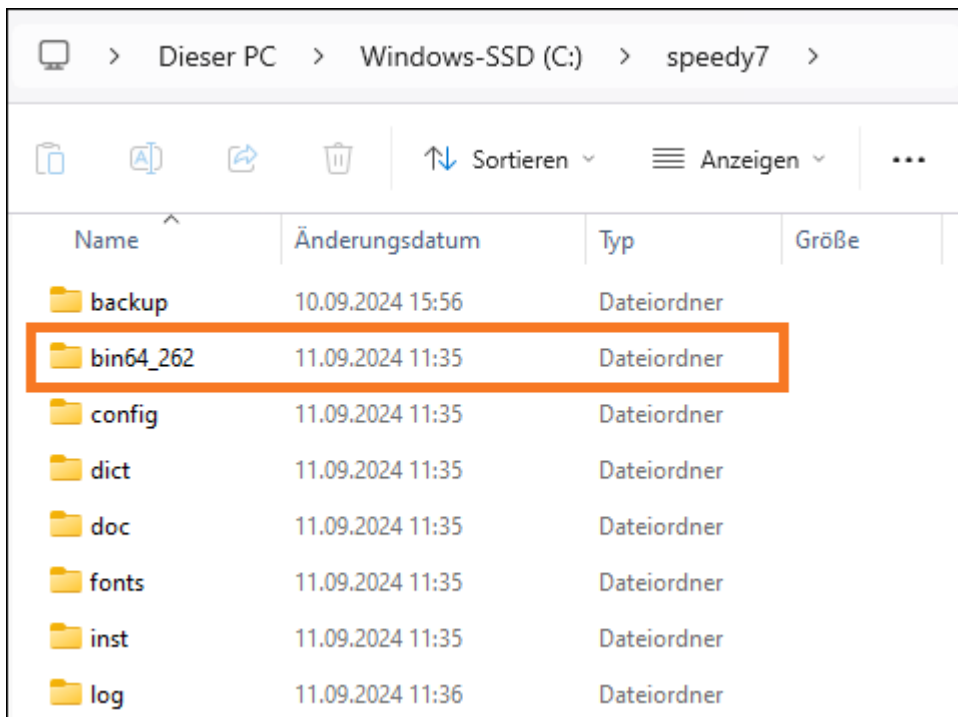 Dieser PC > Windows-SSD (C:) > speedy7 >
Sortieren Anzeigen ...
Name Änderungsdatum Typ Größe
backup 10.09.2024 15:56 Dateiordner
bin64_262 11.09.2024 11:35 Dateiordner
config 11.09.2024 11:35 Dateiordner
dict 11.09.2024 11:35 Dateiordner
doc 11.09.2024 11:35 Dateiordner
fonts 11.09.2024 11:35 Dateiordner
inst 11.09.2024 11:35 Dateiordner
log 11.09.2024 11:36 Dateiordner